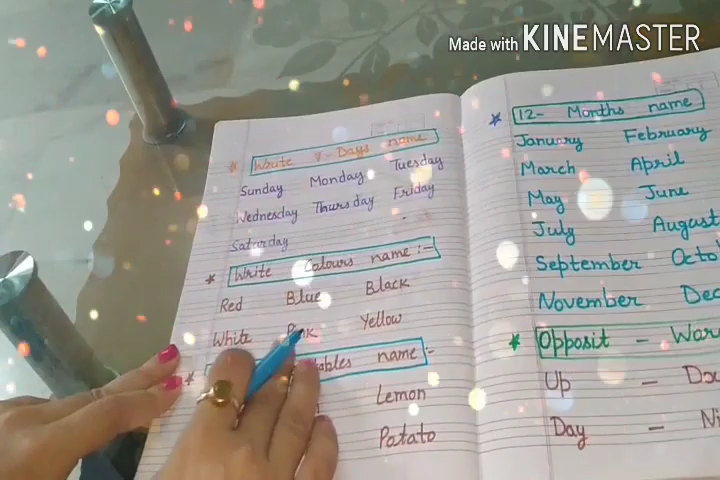 Made with KINEMASTER
Write 7-Days name
Sunday Monday Tuesday
Wednesday Thursday Friday
Saturday
Write Colours name :-
Red Blue Black
White Yellow
name :-
Lemon
Patato
12- Months name
January February
March April
May June
July August
September
November
Opposit -
Up -
Day -